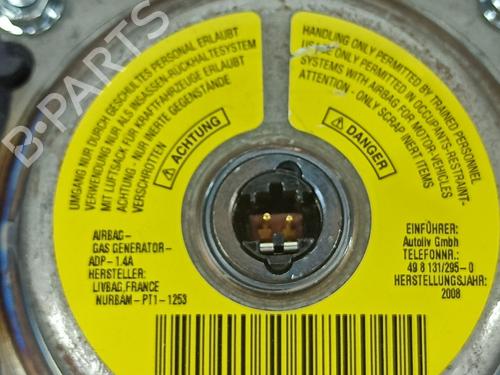 UMGANG NUR DURCH GESCHULTES PERSONAL ERLAUBT
VERWENDUNG NUR ALS INCASSEN-RÜCKHALTESYSTEM
MIT LUFTSACK FÜR KRAFTFAHRZEUGE ERLAUBT
ACHTUNG - NUR INERTE GEGENSTÄNDE
VERSCHROTTEN
ACHTUNG
HANDLING ONLY PERMITTED BY TRAINED PERSONNEL
USE ONLY PERMITTED IN OCCUPANTS-RESTRAINT-
SYSTEMS WITH AIRBAG FOR MOTOR-VEHICLES
ATTENTION - ONLY SCRAP INERT ITEMS
DANGER
AIRBAG-
GAS GENERATOR-
ADP-1.4A
HERSTELLER:
LIVBAG,FRANCE
NURBAM-PT1-1253
EINFÜHRER:
Autoliv GmbH
TELEFONNR.:
49 8 131/295-0
HERSTELLUNGSJAHR:
2008
B-PARTS